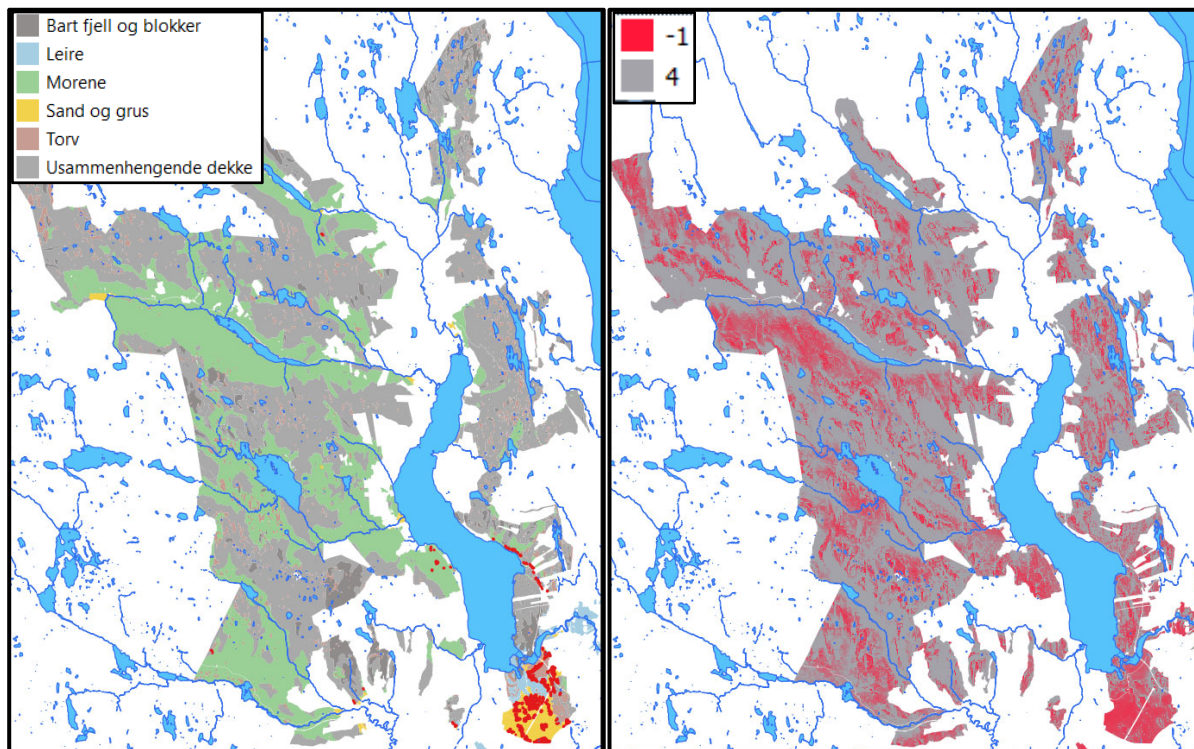 Bart fjell og blokker
Leire
Morene
Sand og grus
Torv
Usammenhengende dekke
-1
4